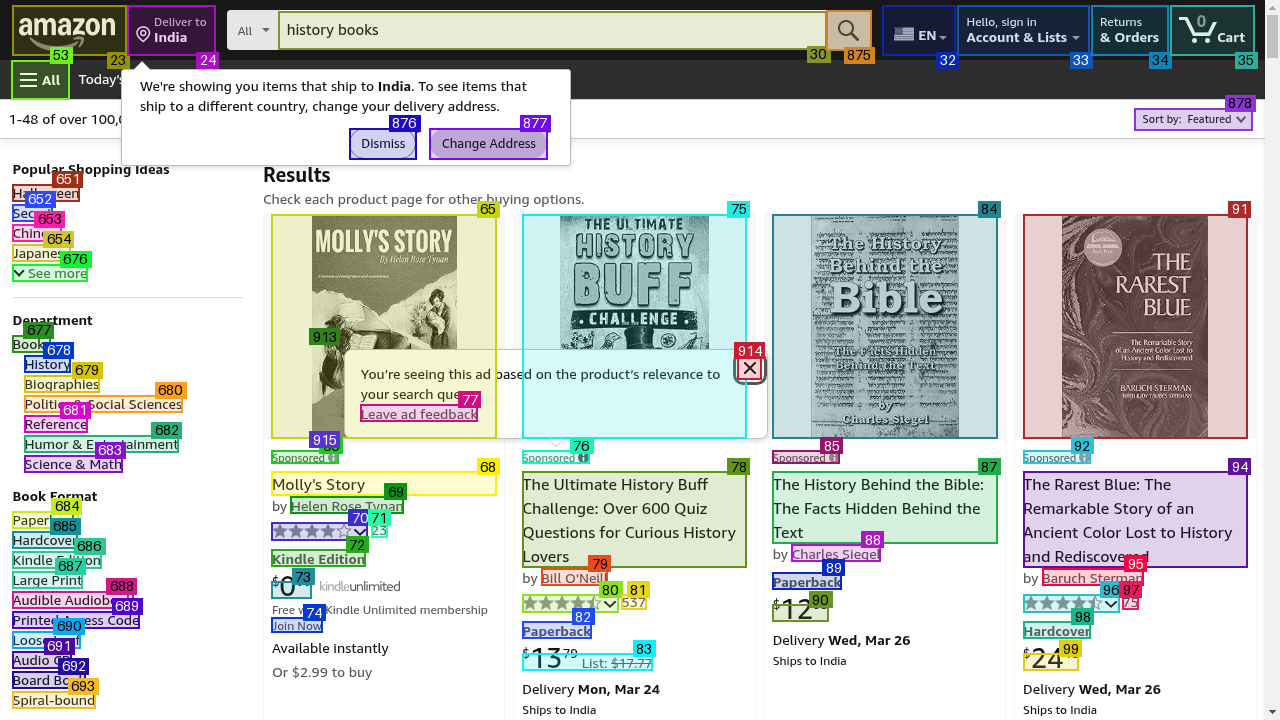 amazon
Deliver to
India
All
history books
EN
Hello, sign in
Account & Lists
Returns
& Orders
0
Cart
53
23
24
30
875
32
33
34
35
All
Today's
We're showing you items that ship to India. To see items that
ship to a different country, change your delivery address.
876
877
Dismiss
Change Address
1-48 of over 100,0
878
Sort by: Featured
Popular Shopping Ideas
651
652
653
Chin
654
Japane
676
See more
Department
677
Book
678
History
679
Biographies
680
Politi & Social Sciences
681
Reference
682
Humor & Entertainment
683
Science & Math
Book Format
684
Paper
685
Hardcover
686
Kindle Edition
687
Large Print
688
Audible Audiobo
689
Printed Access Code
690
Loose
691
Audio C
692
Board Bo
693
Spiral-bound
Results
Check each product page for other buying options.
65
MOLLY'S STORY
By Helen Rose Tynan
913
915
Sponsored
68
Molly's Story
69
by Helen Rose Tynan
70
71
23
72
Kindle Edition
73
$0
kindleunlimited
Free w Kindle Unlimited membership
74
Join Now
Available instantly
Or $2.99 to buy
75
THE ULTIMATE
HISTORY
BUFF
CHALLENGE
914
You're seeing this ad based on the product's relevance to
your search que
77
Leave ad feedback
76
Sponsored
78
The Ultimate History Buff
Challenge: Over 600 Quiz
Questions for Curious History
Lovers
79
by Bill O'Neil
80
81
537
82
Paperback
83
$13.79 List: $17.77
Delivery Mon, Mar 24
Ships to India
84
The History
Behind the
Bible
The Facts Hidden
Behind the Text
by
Charles Siegel
85
Sponsored
87
The History Behind the Bible:
The Facts Hidden Behind the
Text
88
by Charles Siegel
89
Paperback
90
$12
Delivery Wed, Mar 26
Ships to India
91
THE
RAREST
BLUE
The Remarkable Story
of an Ancient Color Lost to
History and Rediscovered
BARUCH STERMAN
WITH JUDY TAUBES STERMAN
92
Sponsored
94
The Rarest Blue: The
Remarkable Story of an
Ancient Color Lost to History
and Rediscovered
95
by Baruch Sterman
96
97
75
98
Hardcover
99
$24
Delivery Wed, Mar 26
Ships to India